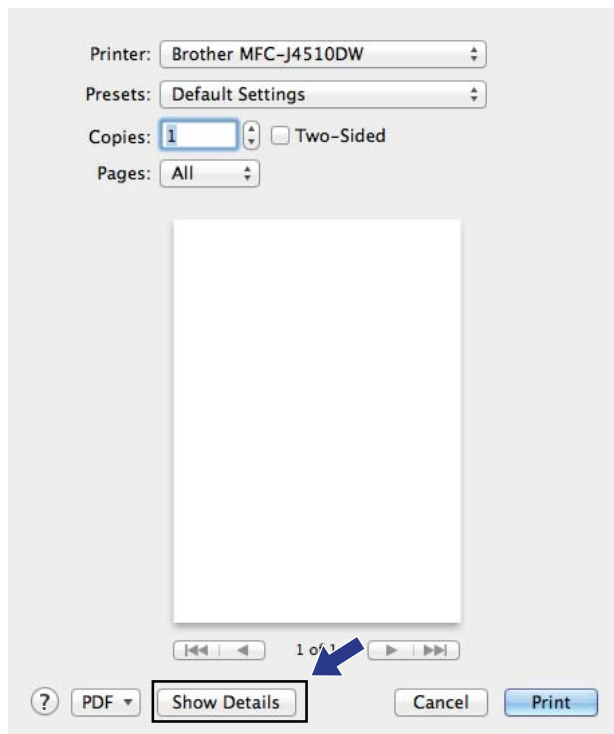 Printer: Brother MFC-J4510DW
Presets: Default Settings
Copies: 1 Two-Sided
Pages: All
1 of 1
? PDF Show Details Cancel Print